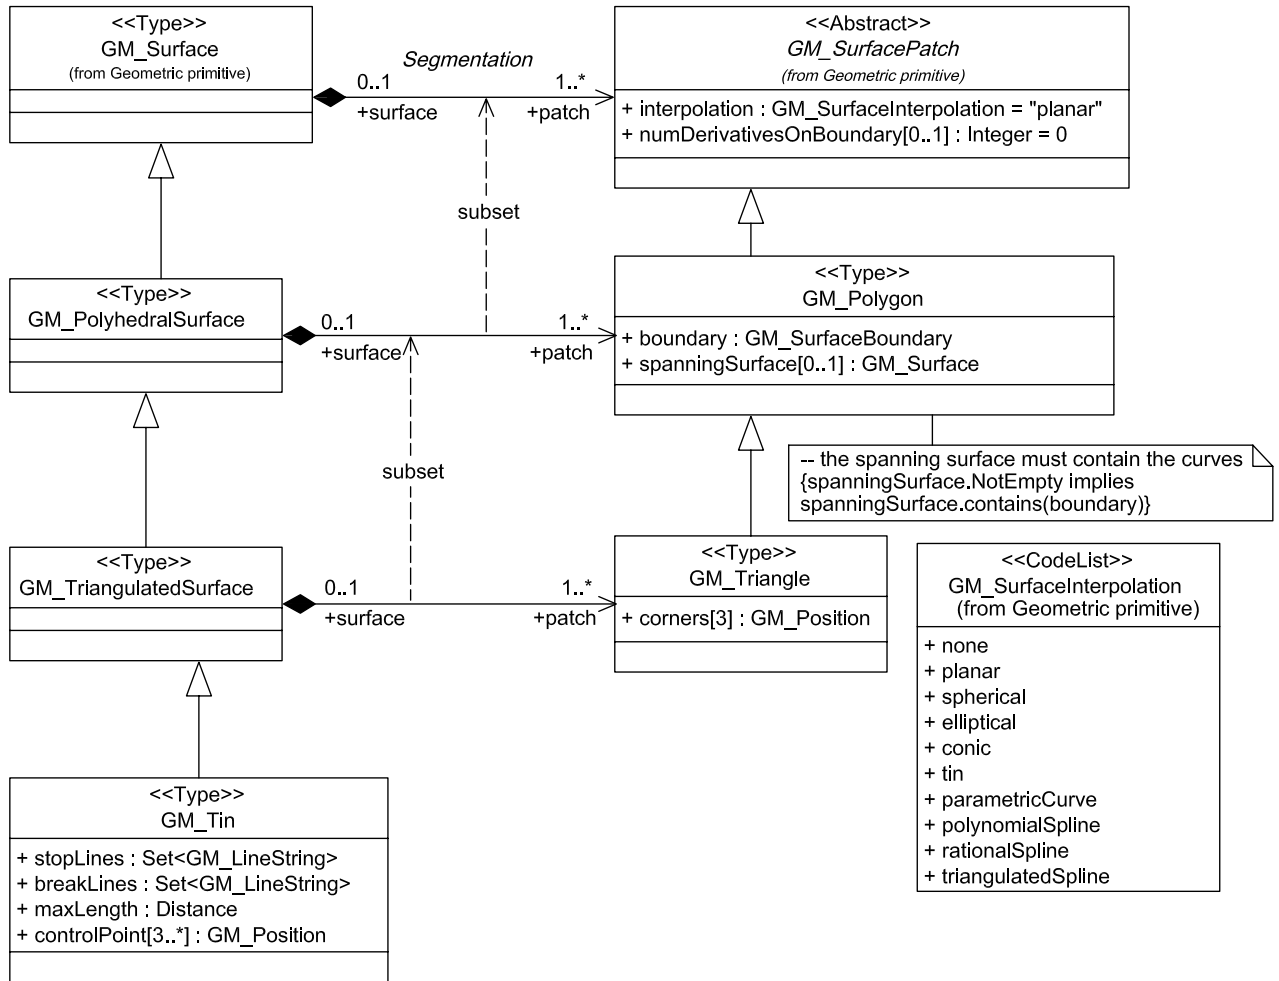 <<Type>>
GM_Surface
(from Geometric primitive)
Segmentation
0..1
+surface
1..*
+patch
<<Abstract>>
GM_SurfacePatch
(from Geometric primitive)
+ interpolation : GM_SurfaceInterpolation = "planar"
+ numDerivativesOnBoundary[0..1] : Integer = 0
subset
<<Type>>
GM_PolyhedralSurface
0..1
+surface
1..*
+patch
<<Type>>
GM_Polygon
+ boundary : GM_SurfaceBoundary
+ spanningSurface[0..1] : GM_Surface
subset
-- the spanning surface must contain the curves
{spanningSurface.NotEmpty implies
spanningSurface.contains(boundary)}
<<Type>>
GM_TriangulatedSurface
0..1
+surface
1..*
+patch
<<Type>>
GM_Triangle
+ corners[3] : GM_Position
<<CodeList>>
GM_SurfaceInterpolation
(from Geometric primitive)
+ none
+ planar
+ spherical
+ elliptical
+ conic
+ tin
+ parametricCurve
+ polynomialSpline
+ rationalSpline
+ triangulatedSpline
<<Type>>
GM_Tin
+ stopLines : Set<GM_LineString>
+ breakLines : Set<GM_LineString>
+ maxLength : Distance
+ controlPoint[3..*] : GM_Position